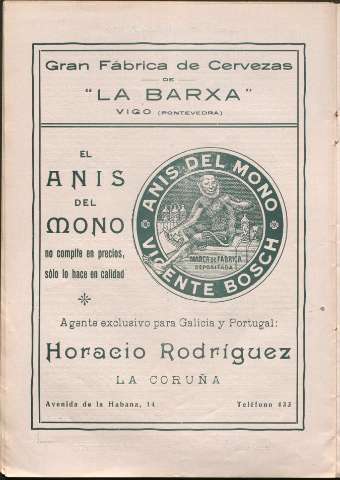 Gran Fábrica de Cervezas
DE
"LA BARXA"
VIGO (PONTEVEDRA)
EL
ANIS
DEL
MONO
no compite en precios,
sólo lo hace en calidad
ANIS DEL MONO
MARCA DE FABRICA
DEPOSITADA
VICENTE BOSCH
Agente exclusivo para Galicia y Portugal:
Horacio Rodríguez
LA CORUÑA
Avenida de la Habana, 14 Teléfono 433